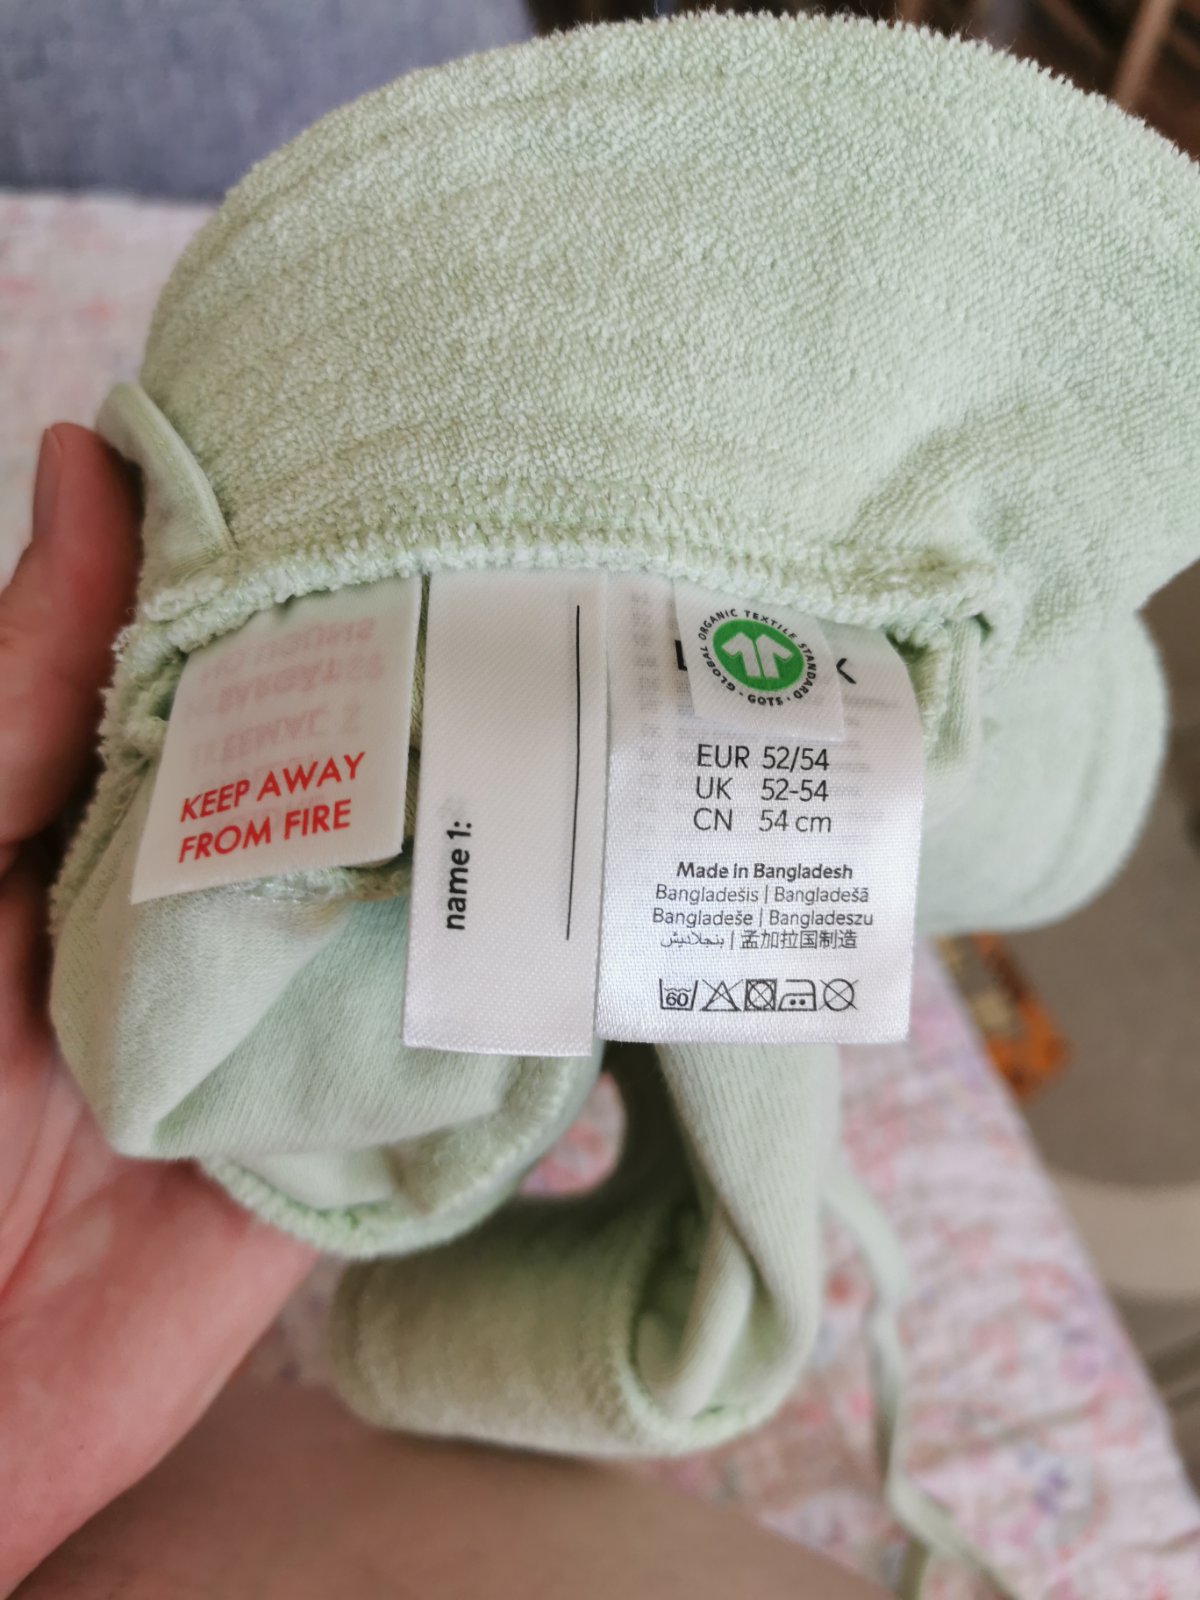 KEEP AWAY
FROM FIRE
name 1:
GLOBAL ORGANIC TEXTILE STANDARD · GOTS ·
EUR 52/54
UK 52-54
CN 54 cm
Made in Bangladesh
Bangladešis | Bangladešā
Bangladeše | Bangladeszu
بنجلاديش | 孟加拉国制造
60